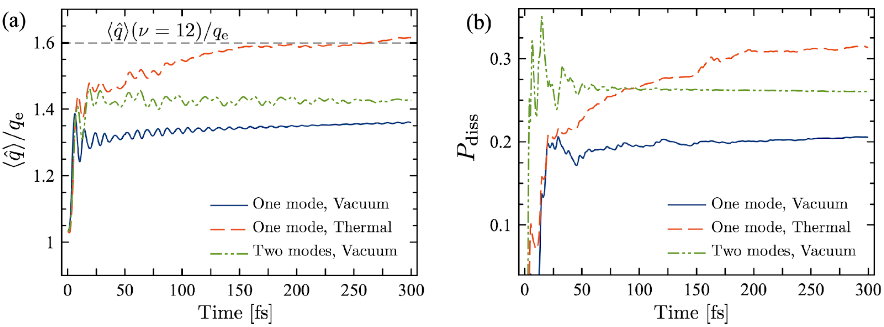 (a)
⟨q̂⟩(ν = 12)/qₑ
1.6
1.4
1.2
1
⟨q̂⟩/qₑ
One mode, Vacuum
One mode, Thermal
Two modes, Vacuum
0 50 100 150 200 250 300
Time [fs]
(b)
0.3
0.2
0.1
P_diss
One mode, Vacuum
One mode, Thermal
Two modes, Vacuum
0 50 100 150 200 250 300
Time [fs]